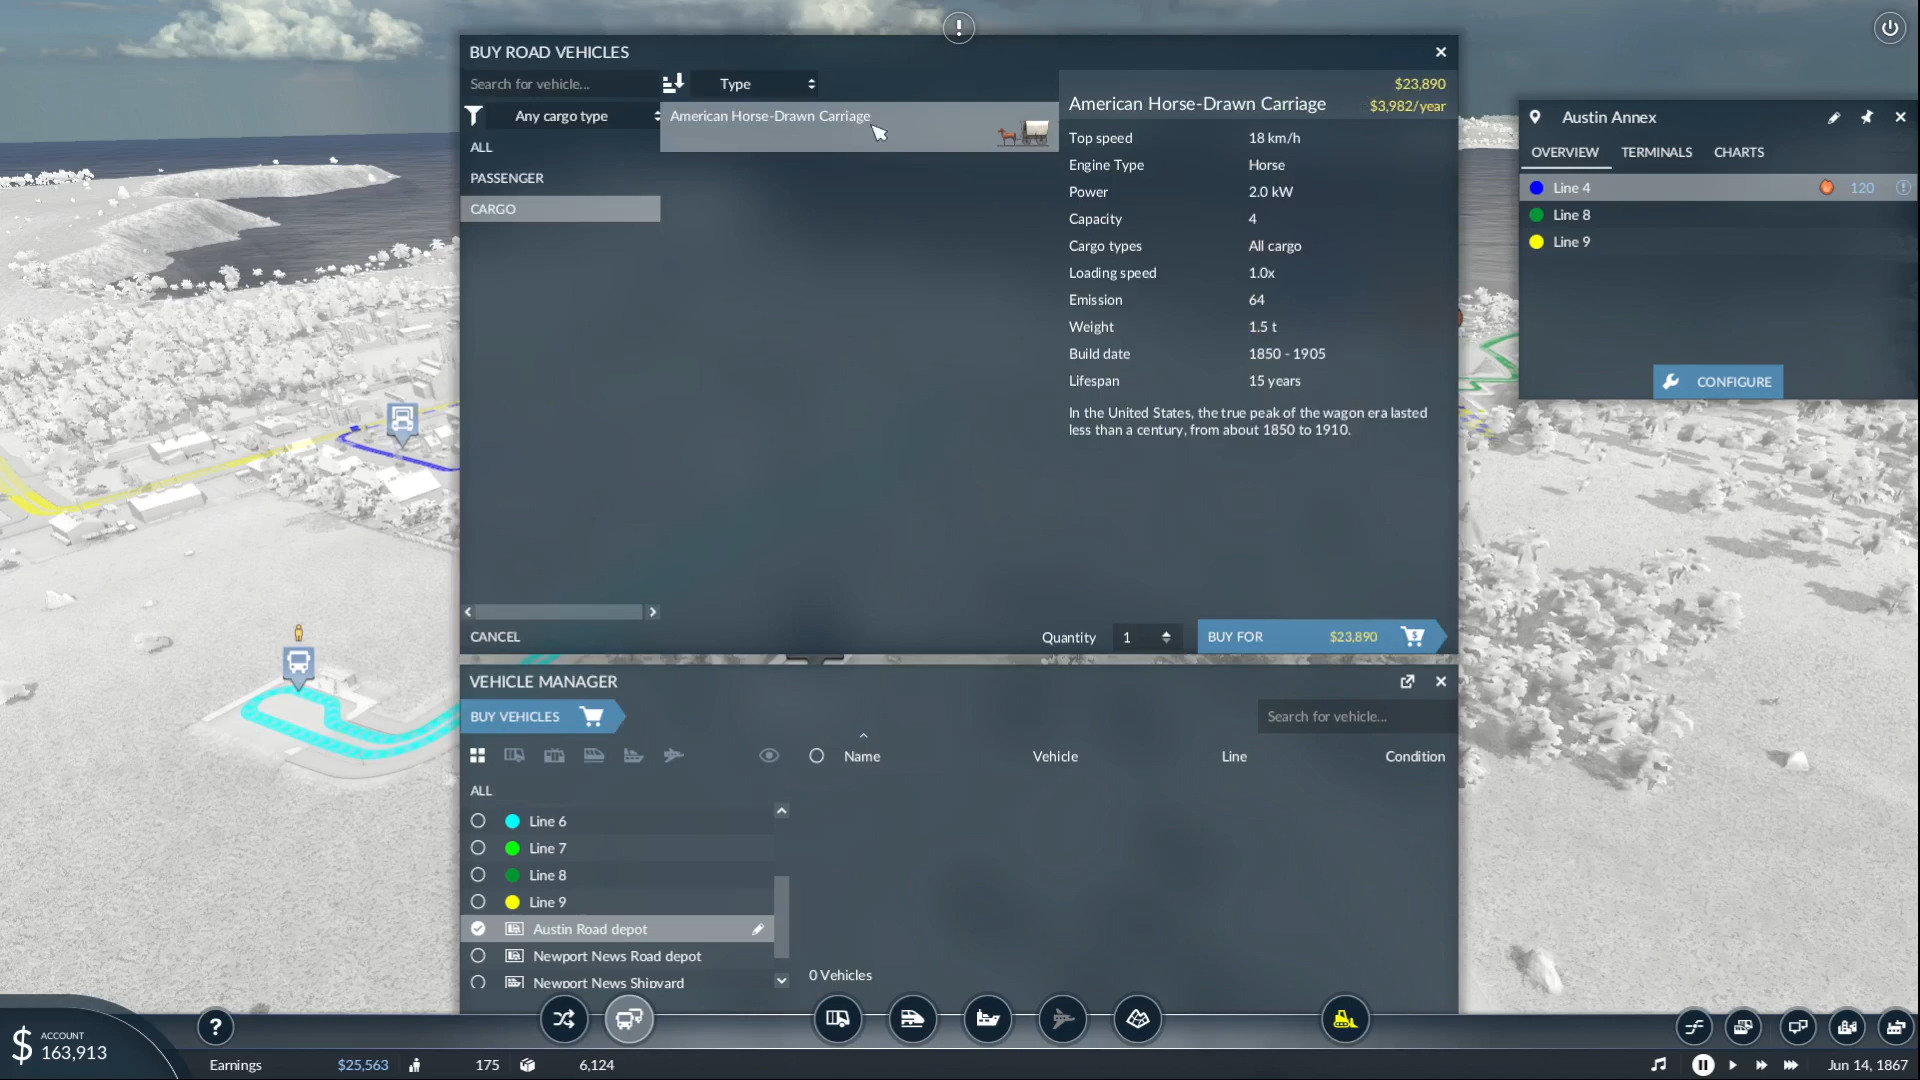 !
BUY ROAD VEHICLES
Search for vehicle...
Type
Any cargo type
ALL
PASSENGER
CARGO
American Horse-Drawn Carriage
$23,890
American Horse-Drawn Carriage
$3,982/year
Top speed 18 km/h
Engine Type Horse
Power 2.0 kW
Capacity 4
Cargo types All cargo
Loading speed 1.0x
Emission 64
Weight 1.5 t
Build date 1850 - 1905
Lifespan 15 years
In the United States, the true peak of the wagon era lasted
less than a century, from about 1850 to 1910.
CANCEL
Quantity 1
BUY FOR $23,890
Austin Annex
OVERVIEW TERMINALS CHARTS
Line 4 120
Line 8
Line 9
CONFIGURE
VEHICLE MANAGER
BUY VEHICLES
Search for vehicle...
Name Vehicle Line Condition
ALL
Line 6
Line 7
Line 8
Line 9
Austin Road depot
Newport News Road depot
Newport News Shipyard
0 Vehicles
$ ACCOUNT
163,913
?
Earnings $25,563 175 6,124
Jun 14, 1867